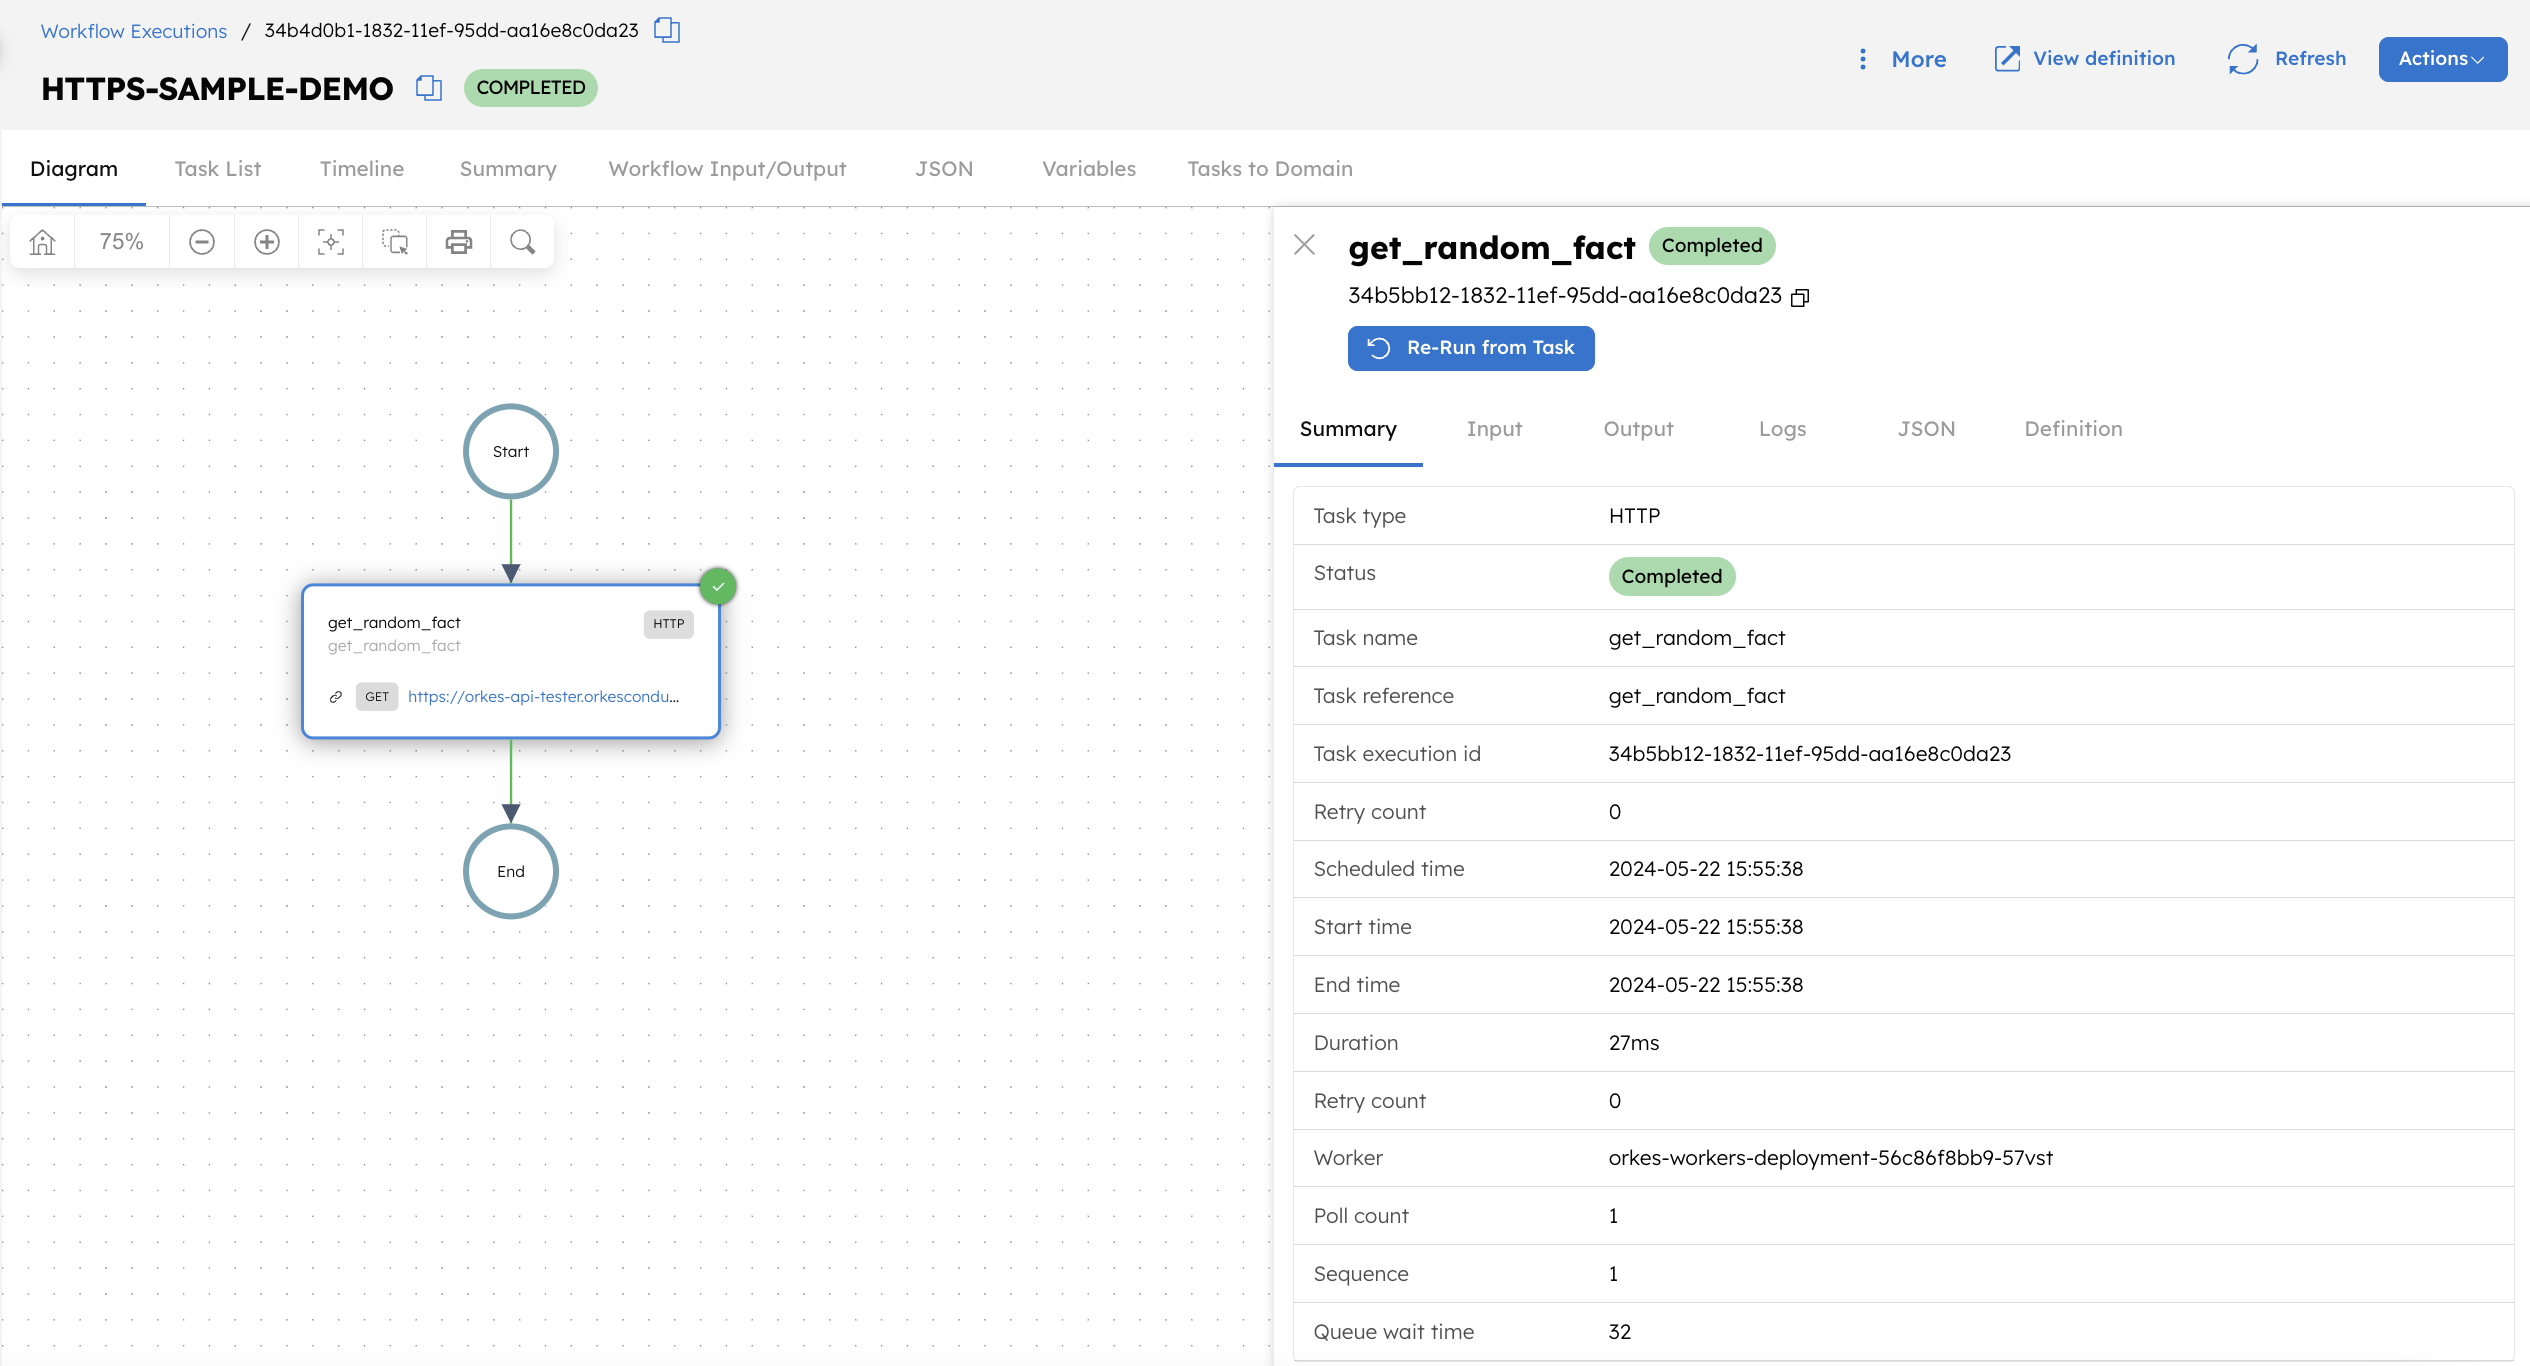 Workflow Executions / 34b4d0b1-1832-11ef-95dd-aa16e8c0da23
HTTPS-SAMPLE-DEMO COMPLETED
More View definition Refresh Actions
Diagram Task List Timeline Summary Workflow Input/Output JSON Variables Tasks to Domain
75%
Start
get_random_fact HTTP
get_random_fact
GET https://orkes-api-tester.orkescondu...
End
get_random_fact Completed
34b5bb12-1832-11ef-95dd-aa16e8c0da23
Re-Run from Task
Summary Input Output Logs JSON Definition
Task type HTTP
Status Completed
Task name get_random_fact
Task reference get_random_fact
Task execution id 34b5bb12-1832-11ef-95dd-aa16e8c0da23
Retry count 0
Scheduled time 2024-05-22 15:55:38
Start time 2024-05-22 15:55:38
End time 2024-05-22 15:55:38
Duration 27ms
Retry count 0
Worker orkes-workers-deployment-56c86f8bb9-57vst
Poll count 1
Sequence 1
Queue wait time 32